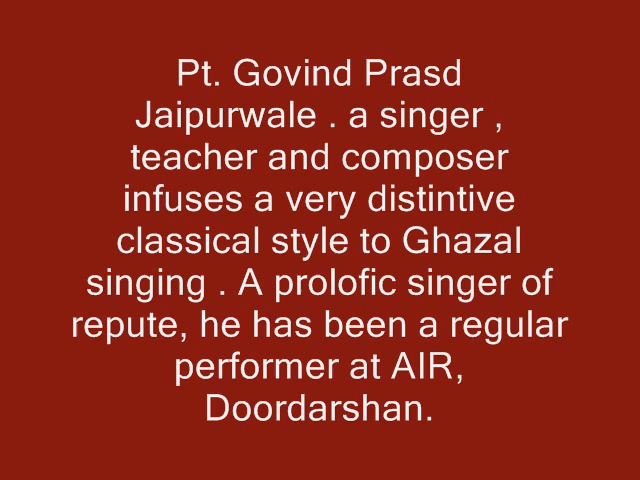 Pt. Govind Prasd
Jaipurwale . a singer ,
teacher and composer
infuses a very distintive
classical style to Ghazal
singing . A prolofic singer of
repute, he has been a regular
performer at AIR,
Doordarshan.